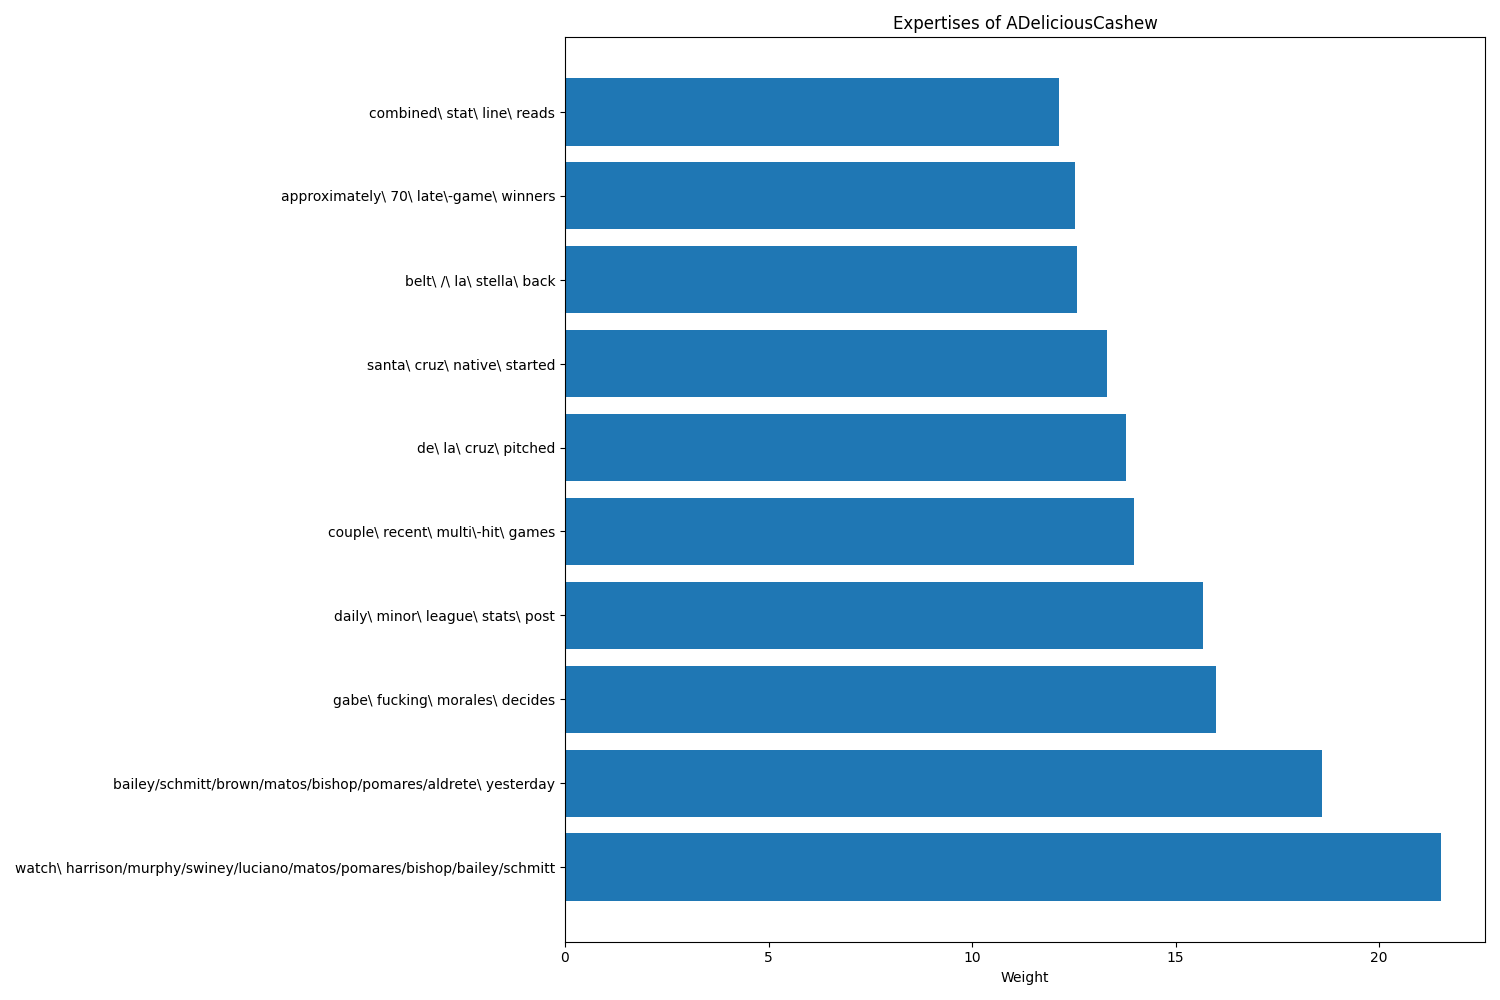 Expertises of ADeliciousCashew
combined\ stat\ line\ reads
approximately\ 70\ late\-game\ winners
belt\ /\ la\ stella\ back
santa\ cruz\ native\ started
de\ la\ cruz\ pitched
couple\ recent\ multi\-hit\ games
daily\ minor\ league\ stats\ post
gabe\ fucking\ morales\ decides
bailey/schmitt/brown/matos/bishop/pomares/aldrete\ yesterday
watch\ harrison/murphy/swiney/luciano/matos/pomares/bishop/bailey/schmitt
0 5 10 15 20
Weight